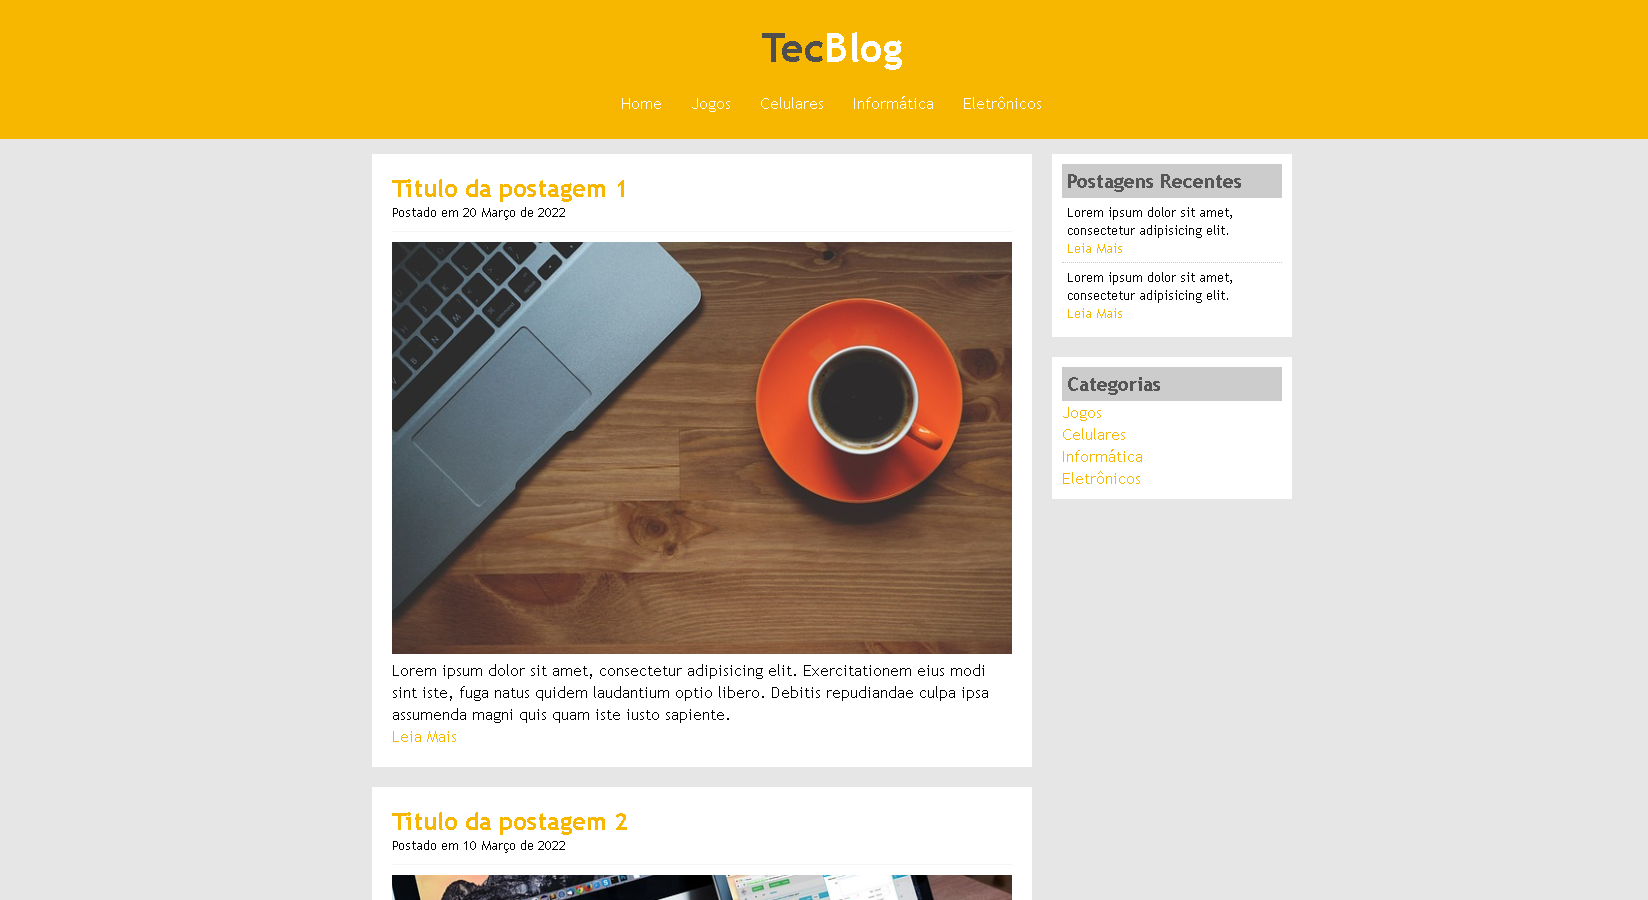 TecBlog
Home Jogos Celulares Informática Eletrônicos
Titulo da postagem 1
Postado em 20 Março de 2022
Lorem ipsum dolor sit amet, consectetur adipisicing elit. Exercitationem eius modi
sint iste, fuga natus quidem laudantium optio libero. Debitis repudiandae culpa ipsa
assumenda magni quis quam iste iusto sapiente.
Leia Mais
Titulo da postagem 2
Postado em 10 Março de 2022
Postagens Recentes
Lorem ipsum dolor sit amet,
consectetur adipisicing elit.
Leia Mais
Lorem ipsum dolor sit amet,
consectetur adipisicing elit.
Leia Mais
Categorias
Jogos
Celulares
Informática
Eletrônicos